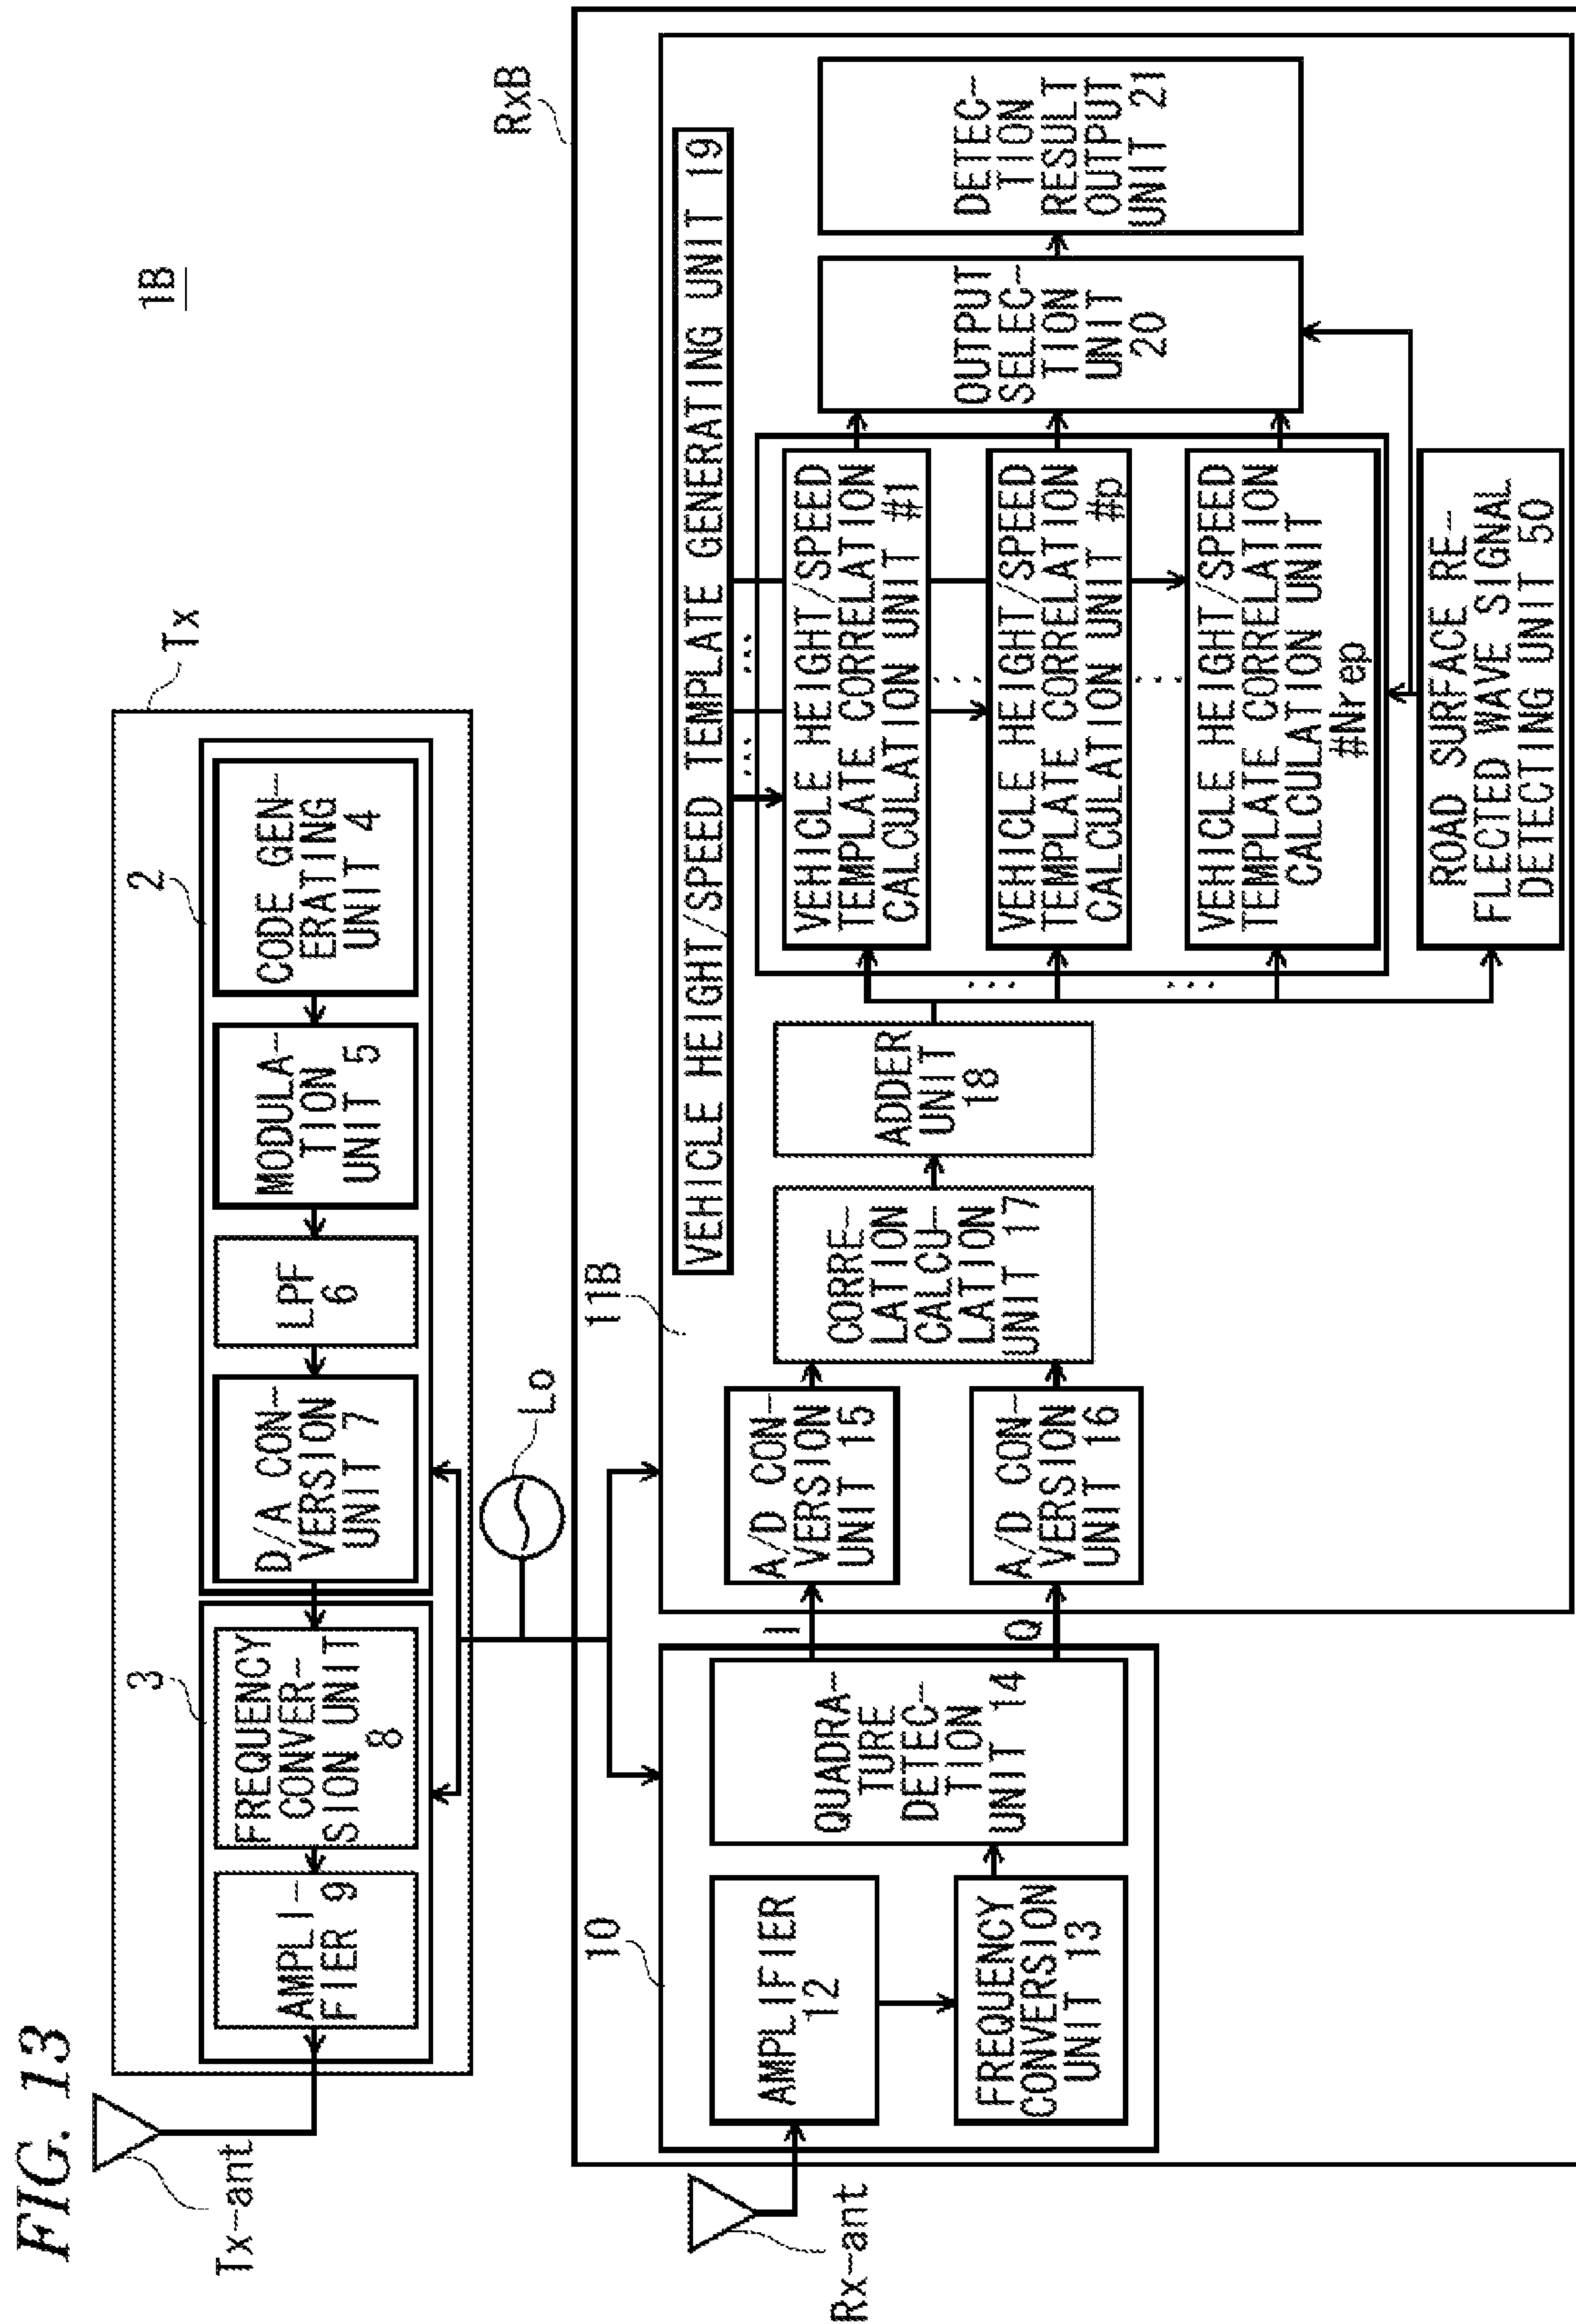 FIG. 13
1B
Tx-ant
Tx
3
2
AMPLI-
FIER 9
FREQUENCY
CONVER-
SION UNIT
8
D/A CON-
VERSION
UNIT 7
LPF
6
MODULA-
TION
UNIT 5
CODE GEN-
ERATING
UNIT 4
Lo
RxB
Rx-ant
10
AMPLIFIER
12
FREQUENCY
CONVERSION
UNIT 13
QUADRA-
TURE
DETEC-
TION
UNIT 14
I
Q
11B
A/D CON-
VERSION
UNIT 15
A/D CON-
VERSION
UNIT 16
CORRE-
LATION
CALCU-
LATION
UNIT 17
ADDER
UNIT
18
VEHICLE HEIGHT/SPEED TEMPLATE GENERATING UNIT 19
VEHICLE HEIGHT/SPEED
TEMPLATE CORRELATION
CALCULATION UNIT #1
VEHICLE HEIGHT/SPEED
TEMPLATE CORRELATION
CALCULATION UNIT #p
VEHICLE HEIGHT/SPEED
TEMPLATE CORRELATION
CALCULATION UNIT
#Nrep
ROAD SURFACE RE-
FLECTED WAVE SIGNAL
DETECTING UNIT 50
OUTPUT
SELEC-
TION
UNIT
20
DETEC-
TION
RESULT
OUTPUT
UNIT 21